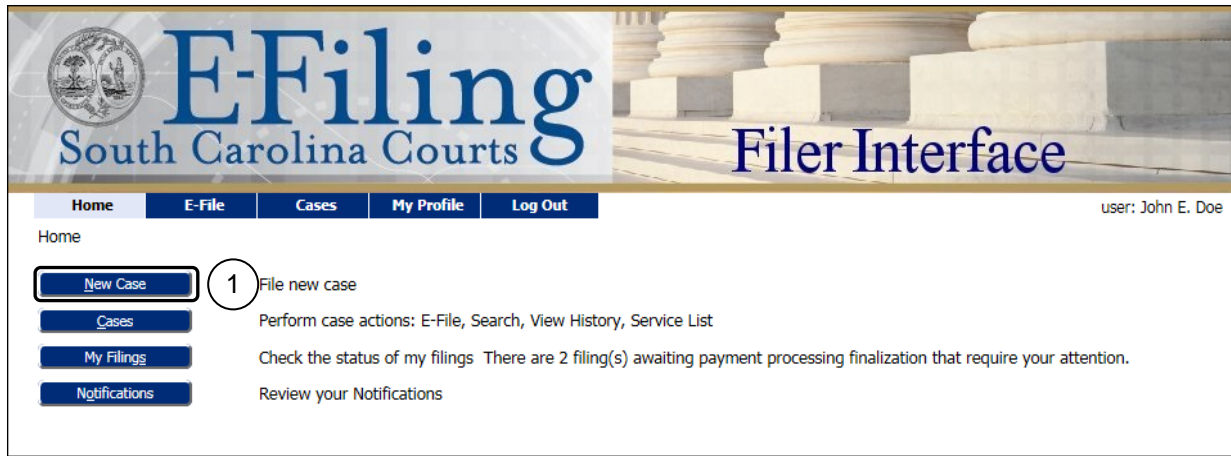 E-Filing
South Carolina Courts
Filer Interface
Home E-File Cases My Profile Log Out user: John E. Doe
Home
New Case 1 File new case
Cases Perform case actions: E-File, Search, View History, Service List
My Filings Check the status of my filings There are 2 filing(s) awaiting payment processing finalization that require your attention.
Notifications Review your Notifications